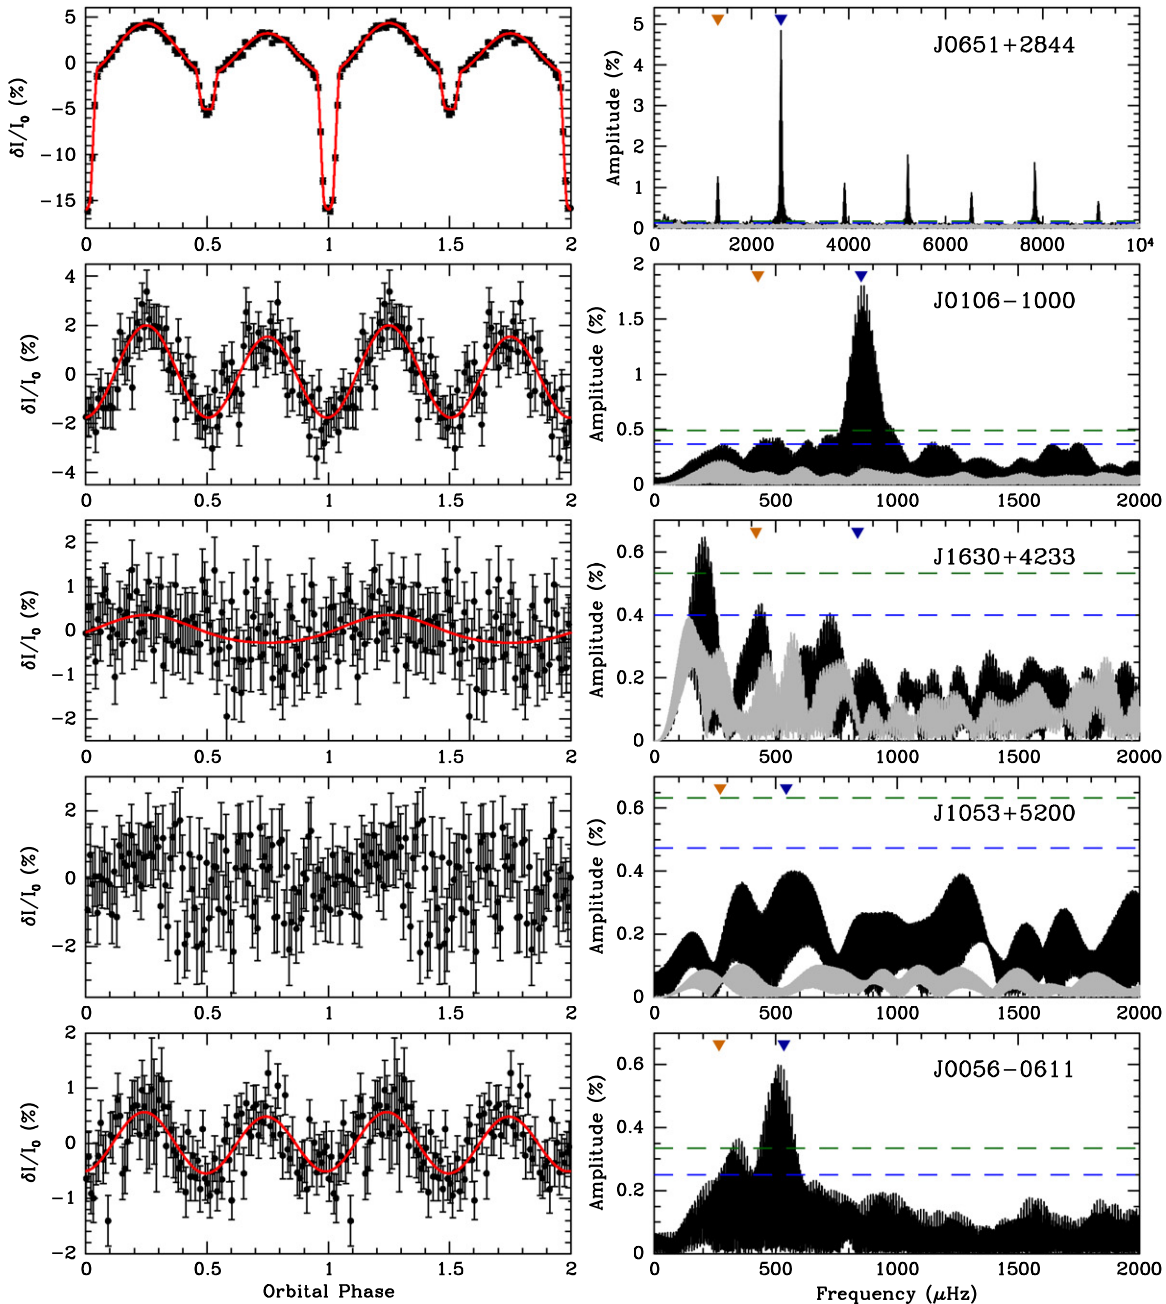 δI/I₀ (%)
5
0
−5
−10
−15
0 0.5 1 1.5 2
Amplitude (%)
5
4
3
2
1
0
J0651+2844
0 2000 4000 6000 8000 10⁴
δI/I₀ (%)
4
2
0
−2
−4
0 0.5 1 1.5 2
Amplitude (%)
2
1.5
1
0.5
0
J0106−1000
0 500 1000 1500 2000
δI/I₀ (%)
2
1
0
−1
−2
0 0.5 1 1.5 2
Amplitude (%)
0.6
0.4
0.2
0
J1630+4233
0 500 1000 1500 2000
δI/I₀ (%)
2
0
−2
0 0.5 1 1.5 2
Amplitude (%)
0.6
0.4
0.2
0
J1053+5200
0 500 1000 1500 2000
δI/I₀ (%)
2
1
0
−1
−2
0 0.5 1 1.5 2
Orbital Phase
Amplitude (%)
0.6
0.4
0.2
0
J0056−0611
0 500 1000 1500 2000
Frequency (μHz)